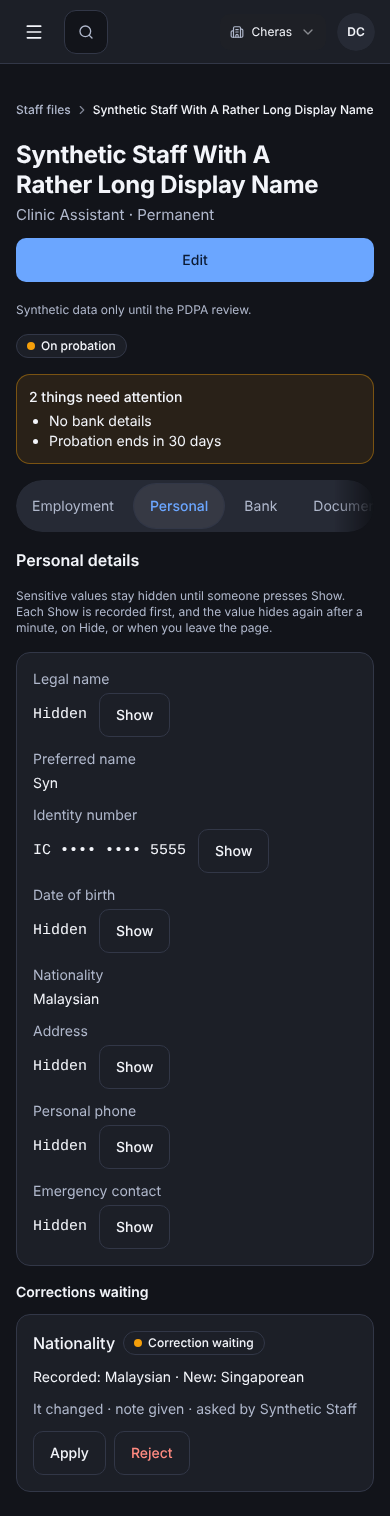 Cheras
DC
Staff files > Synthetic Staff With A Rather Long Display Name
Synthetic Staff With A
Rather Long Display Name
Clinic Assistant · Permanent
Edit
Synthetic data only until the PDPA review.
On probation
2 things need attention
• No bank details
• Probation ends in 30 days
Employment Personal Bank
Personal details
Sensitive values stay hidden until someone presses Show.
Each Show is recorded first, and the value hides again after a
minute, on Hide, or when you leave the page.
Legal name
Hidden Show
Preferred name
Syn
Identity number
IC •••• •••• 5555 Show
Date of birth
Hidden Show
Nationality
Malaysian
Address
Hidden Show
Personal phone
Hidden Show
Emergency contact
Hidden Show
Corrections waiting
Nationality Correction waiting
Recorded: Malaysian · New: Singaporean
It changed · note given · asked by Synthetic Staff
Apply Reject